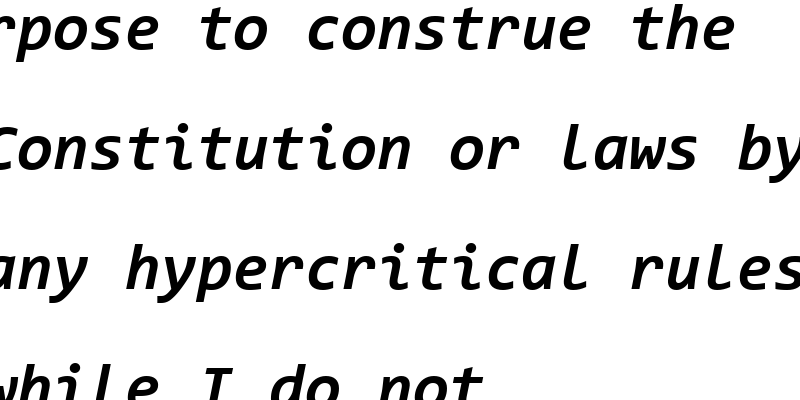 rpose to construe the
Constitution or laws by
any hypercritical rules
while I do not